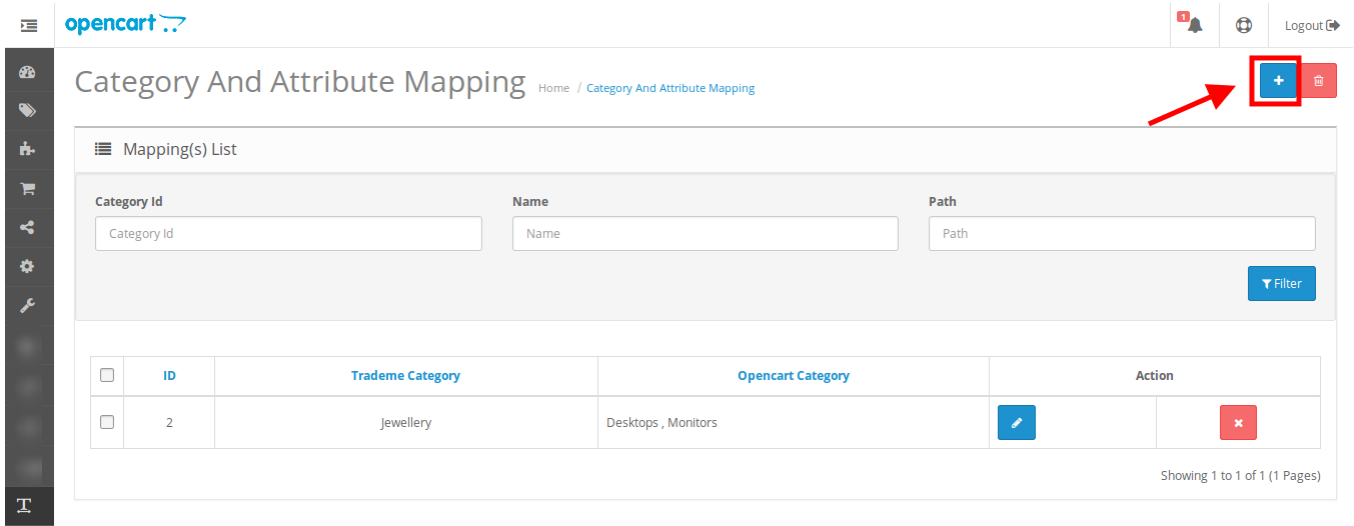 opencart
1
Logout
Category And Attribute Mapping Home / Category And Attribute Mapping
Mapping(s) List
Category Id Name Path
Category Id Name Path
Filter
ID Trademe Category Opencart Category Action
2 Jewellery Desktops , Monitors
Showing 1 to 1 of 1 (1 Pages)
T